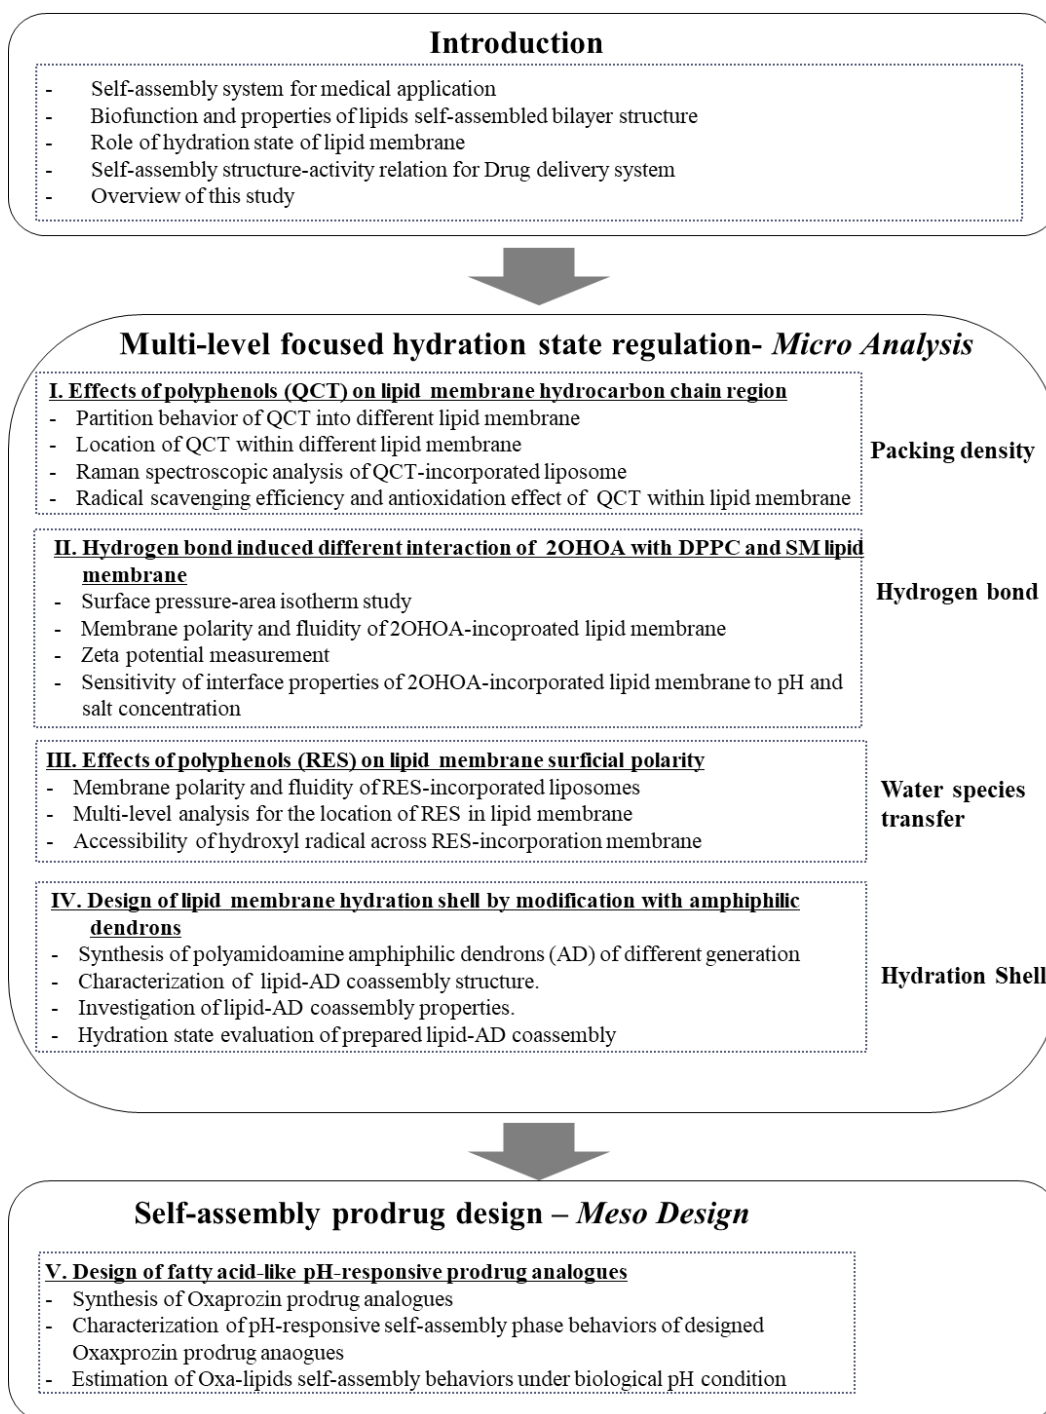 Introduction
- Self-assembly system for medical application
- Biofunction and properties of lipids self-assembled bilayer structure
- Role of hydration state of lipid membrane
- Self-assembly structure-activity relation for Drug delivery system
- Overview of this study
Multi-level focused hydration state regulation- Micro Analysis
I. Effects of polyphenols (QCT) on lipid membrane hydrocarbon chain region
- Partition behavior of QCT into different lipid membrane
- Location of QCT within different lipid membrane
- Raman spectroscopic analysis of QCT-incorporated liposome
- Radical scavenging efficiency and antioxidation effect of QCT within lipid membrane
Packing density
II. Hydrogen bond induced different interaction of 2OHOA with DPPC and SM lipid
membrane
- Surface pressure-area isotherm study
- Membrane polarity and fluidity of 2OHOA-incoproated lipid membrane
- Zeta potential measurement
- Sensitivity of interface properties of 2OHOA-incorporated lipid membrane to pH and
salt concentration
Hydrogen bond
III. Effects of polyphenols (RES) on lipid membrane surficial polarity
- Membrane polarity and fluidity of RES-incorporated liposomes
- Multi-level analysis for the location of RES in lipid membrane
- Accessibility of hydroxyl radical across RES-incorporation membrane
Water species
transfer
IV. Design of lipid membrane hydration shell by modification with amphiphilic
dendrons
- Synthesis of polyamidoamine amphiphilic dendrons (AD) of different generation
- Characterization of lipid-AD coassembly structure.
- Investigation of lipid-AD coassembly properties.
- Hydration state evaluation of prepared lipid-AD coassembly
Hydration Shell
Self-assembly prodrug design – Meso Design
V. Design of fatty acid-like pH-responsive prodrug analogues
- Synthesis of Oxaprozin prodrug analogues
- Characterization of pH-responsive self-assembly phase behaviors of designed
Oxaxprozin prodrug anaogues
- Estimation of Oxa-lipids self-assembly behaviors under biological pH condition